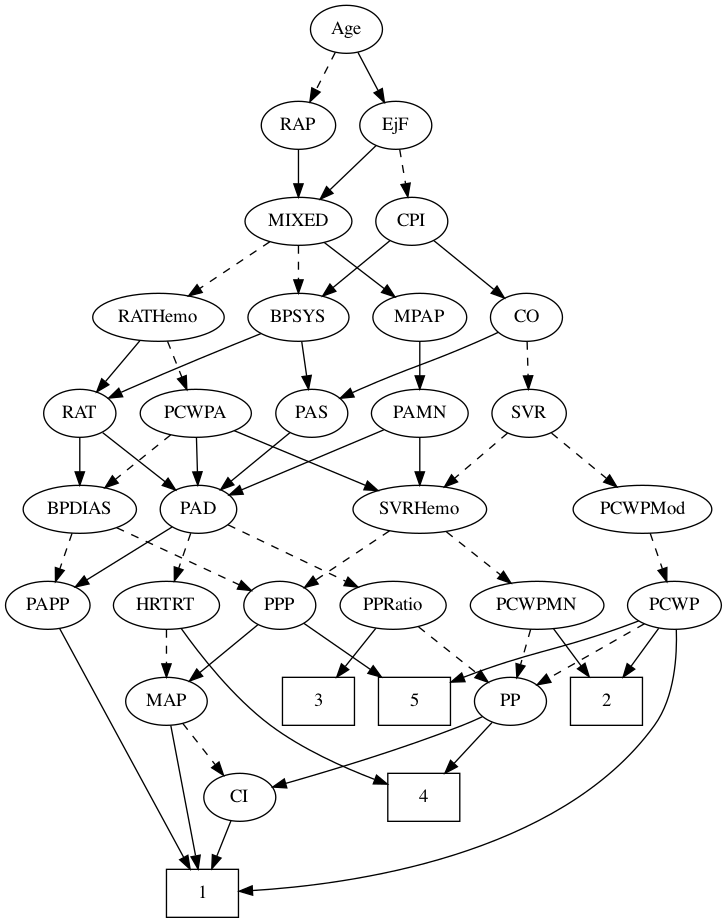 Age
RAP EjF
MIXED CPI
RATHemo BPSYS MPAP CO
RAT PCWPA PAS PAMN SVR
BPDIAS PAD SVRHemo PCWPMod
PAPP HRTRT PPP PPRatio PCWPMN PCWP
MAP 3 5 PP 2
CI 4
1